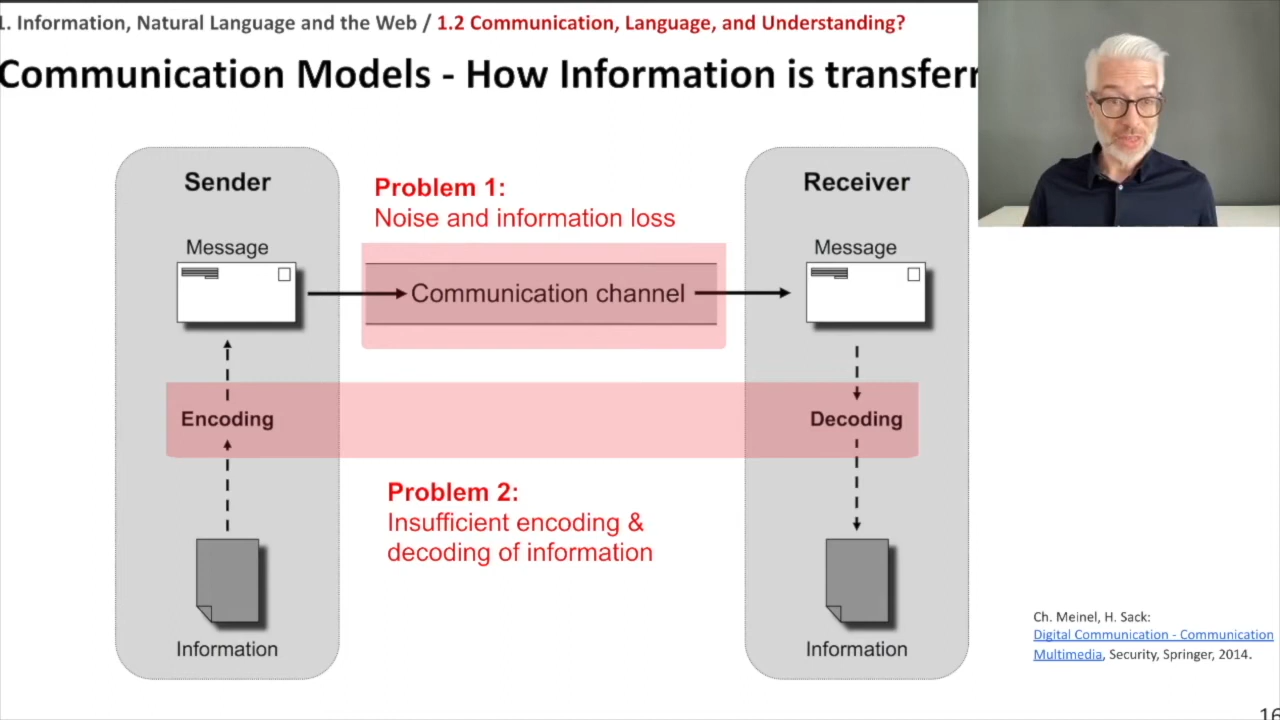 1. Information, Natural Language and the Web / 1.2 Communication, Language, and Understanding?
Communication Models - How Information is transferr
Sender
Receiver
Problem 1:
Noise and information loss
Message
Message
Communication channel
Encoding
Decoding
Problem 2:
Insufficient encoding &
decoding of information
Information
Information
Ch. Meinel, H. Sack:
Digital Communication - Communication
Multimedia, Security, Springer, 2014.
16